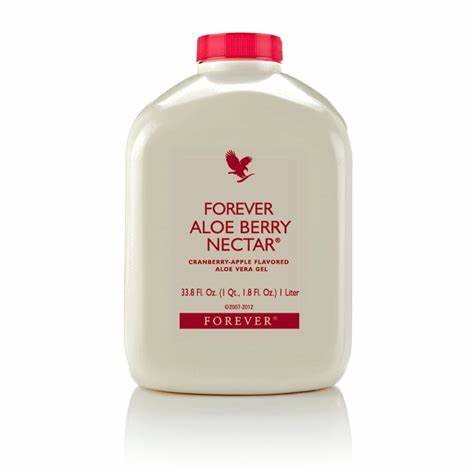 FOREVER
ALOE BERRY
NECTAR®
CRANBERRY-APPLE FLAVORED
ALOE VERA GEL
33.8 Fl. Oz. (1 Qt., 1.8 Fl. Oz.) 1 Liter
©2007-2012
FOREVER®